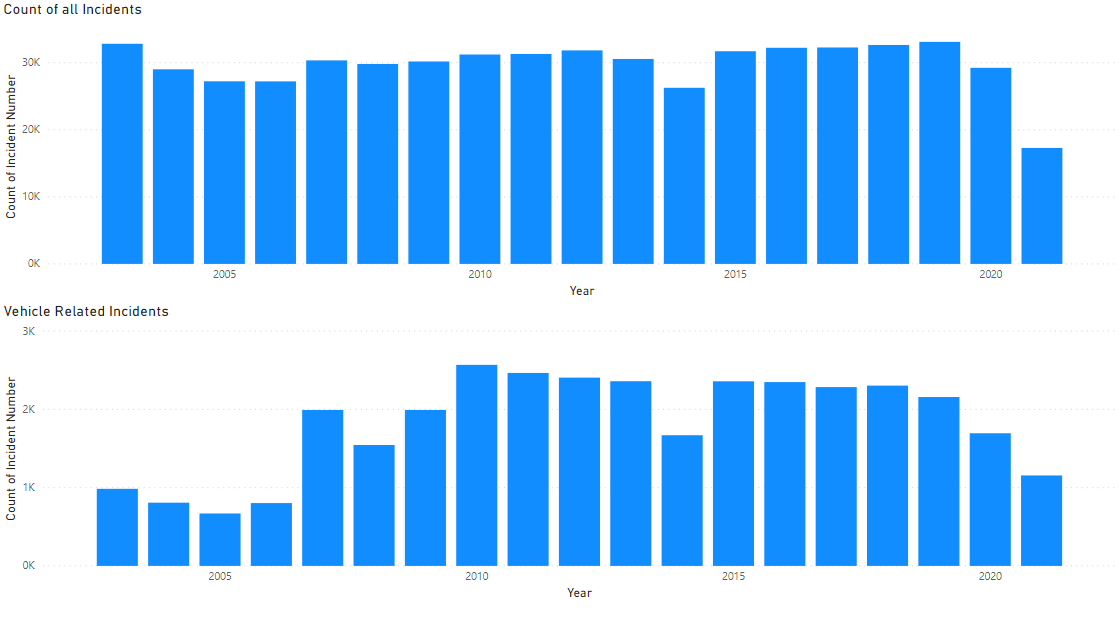 Count of all Incidents
Count of Incident Number
30K
20K
10K
0K
2005 2010 2015 2020
Year
Vehicle Related Incidents
Count of Incident Number
3K
2K
1K
0K
2005 2010 2015 2020
Year